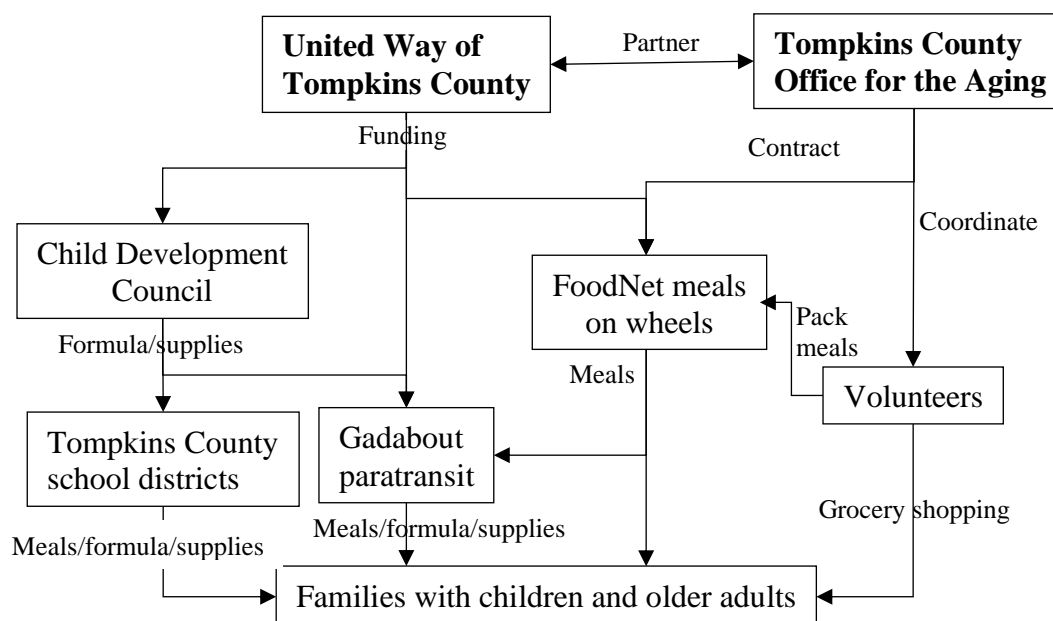 United Way of
Tompkins County
Partner
Tompkins County
Office for the Aging
Funding
Contract
Coordinate
Child Development
Council
FoodNet meals
on wheels
Pack
meals
Formula/supplies
Meals
Volunteers
Tompkins County
school districts
Gadabout
paratransit
Grocery shopping
Meals/formula/supplies
Meals/formula/supplies
Families with children and older adults